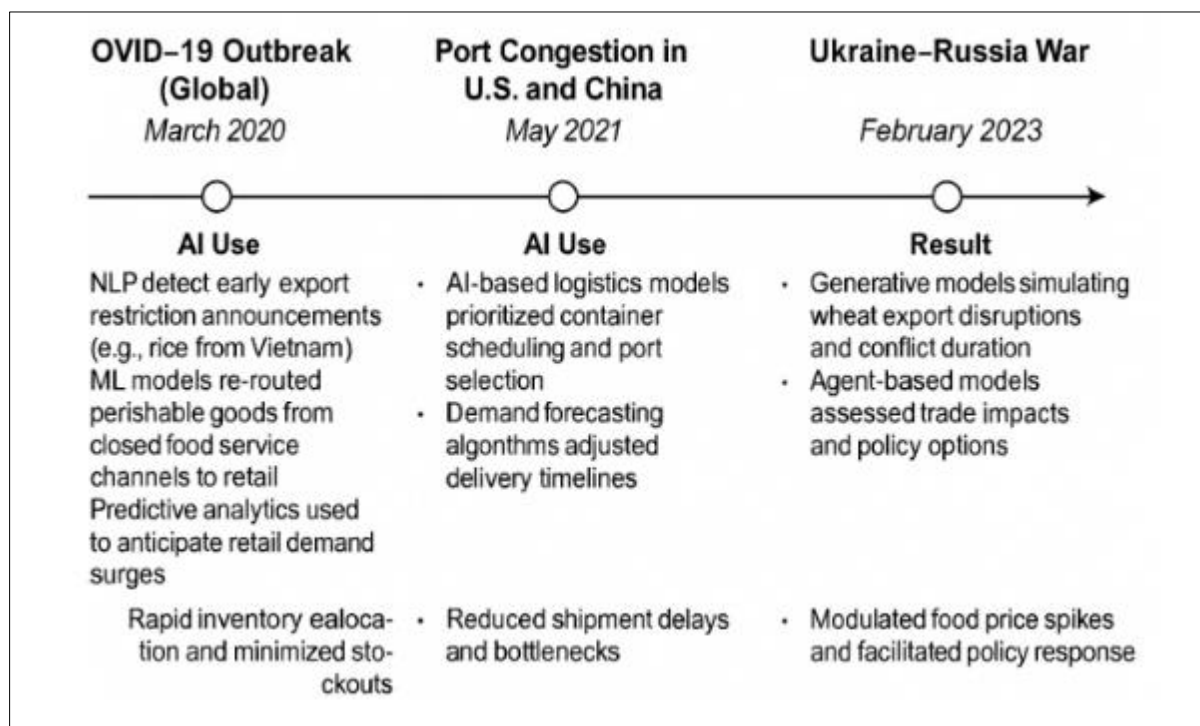 OVID–19 Outbreak
(Global)
March 2020
Port Congestion in
U.S. and China
May 2021
Ukraine–Russia War
February 2023
AI Use
NLP detect early export
restriction announcements
(e.g., rice from Vietnam)
ML models re-routed
perishable goods from
closed food service
channels to retail
Predictive analytics used
to anticipate retail demand
surges
Rapid inventory ealoca-
tion and minimized sto-
ckouts
AI Use
• AI-based logistics models
prioritized container
scheduling and port
selection
• Demand forecasting
algorithms adjusted
delivery timelines
• Reduced shipment delays
and bottlenecks
Result
• Generative models simulating
wheat export disruptions
and conflict duration
• Agent-based models
assessed trade impacts
and policy options
• Modulated food price spikes
and facilitated policy response